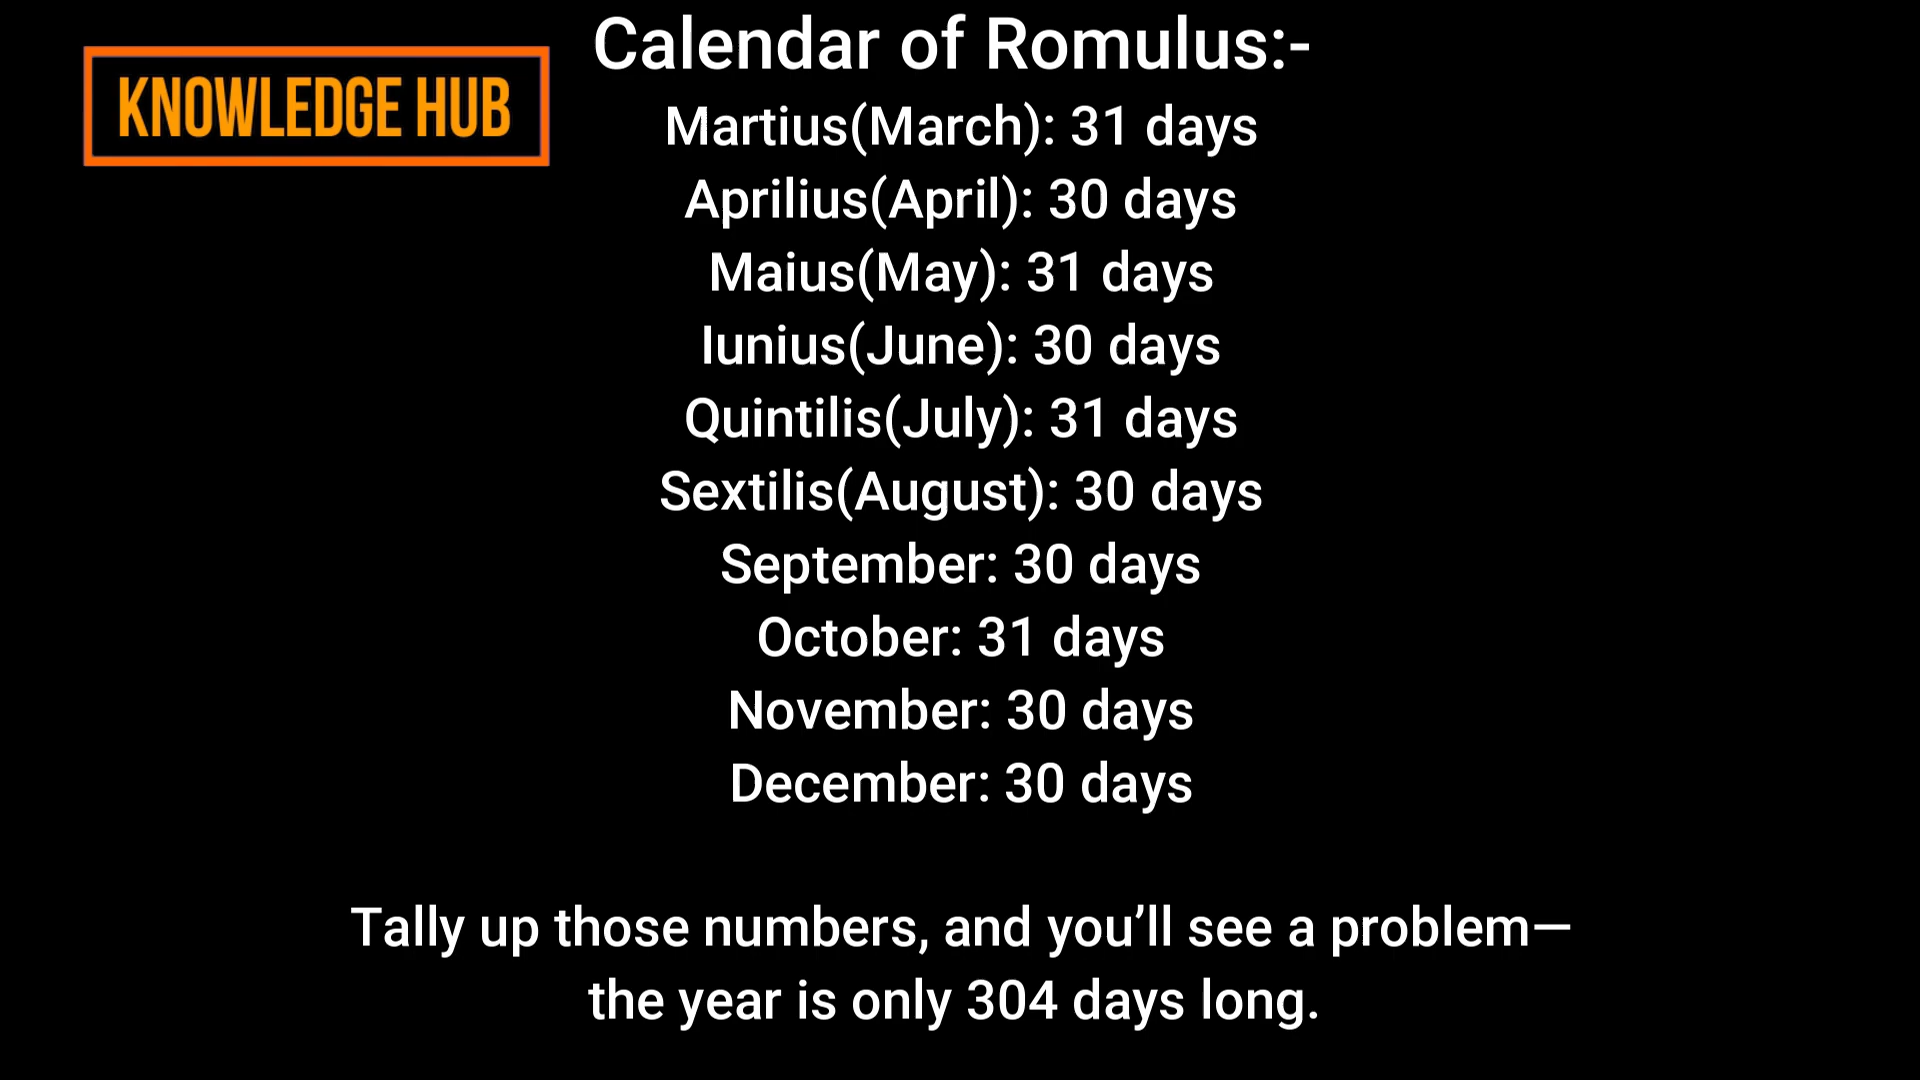 KNOWLEDGE HUB
Calendar of Romulus:-
Martius(March): 31 days
Aprilius(April): 30 days
Maius(May): 31 days
Iunius(June): 30 days
Quintilis(July): 31 days
Sextilis(August): 30 days
September: 30 days
October: 31 days
November: 30 days
December: 30 days
Tally up those numbers, and you’ll see a problem—
the year is only 304 days long.